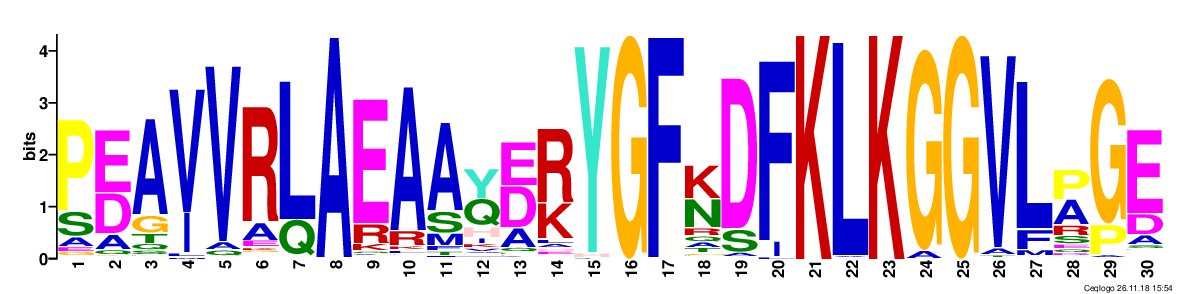 bits
4
3
2
1
0
P E A V V R L A E A A Y E R Y G F K D F K L K G G V L P G E
S D G I A A Q R R S Q D K N S I A A F A P D
A A T M H A R M R A
1 2 3 4 5 6 7 8 9 10 11 12 13 14 15 16 17 18 19 20 21 22 23 24 25 26 27 28 29 30
Ceqlogo 26.11.18 15:54